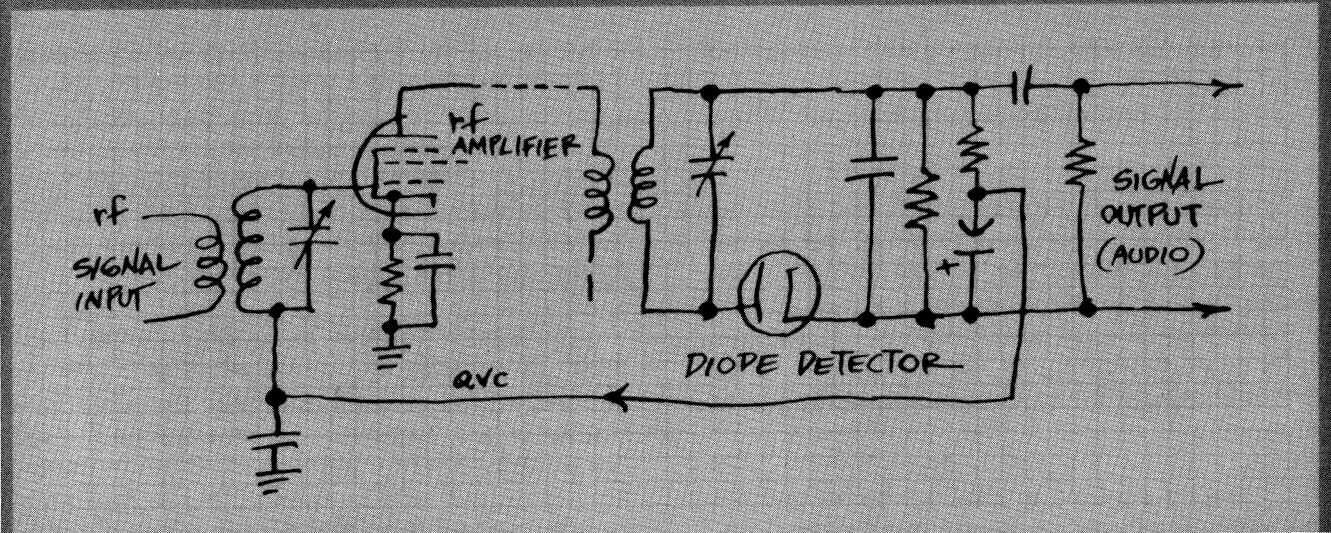 rf
AMPLIFIER
rf
SIGNAL
INPUT
SIGNAL
OUTPUT
(AUDIO)
+
DIODE DETECTOR
avc